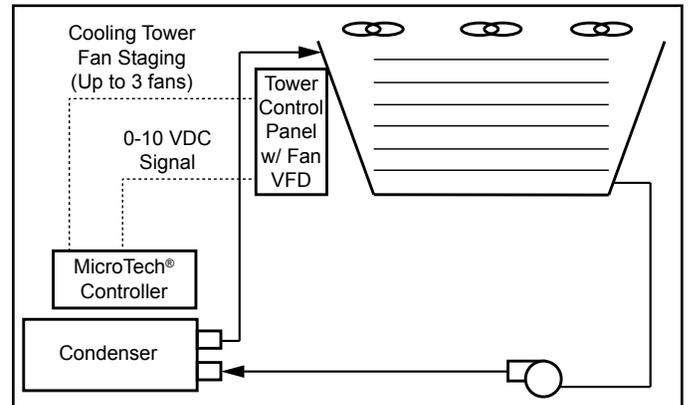 Cooling Tower
Fan Staging
(Up to 3 fans)
Tower
Control
Panel
w/ Fan
VFD
0-10 VDC
Signal
MicroTech®
Controller
Condenser